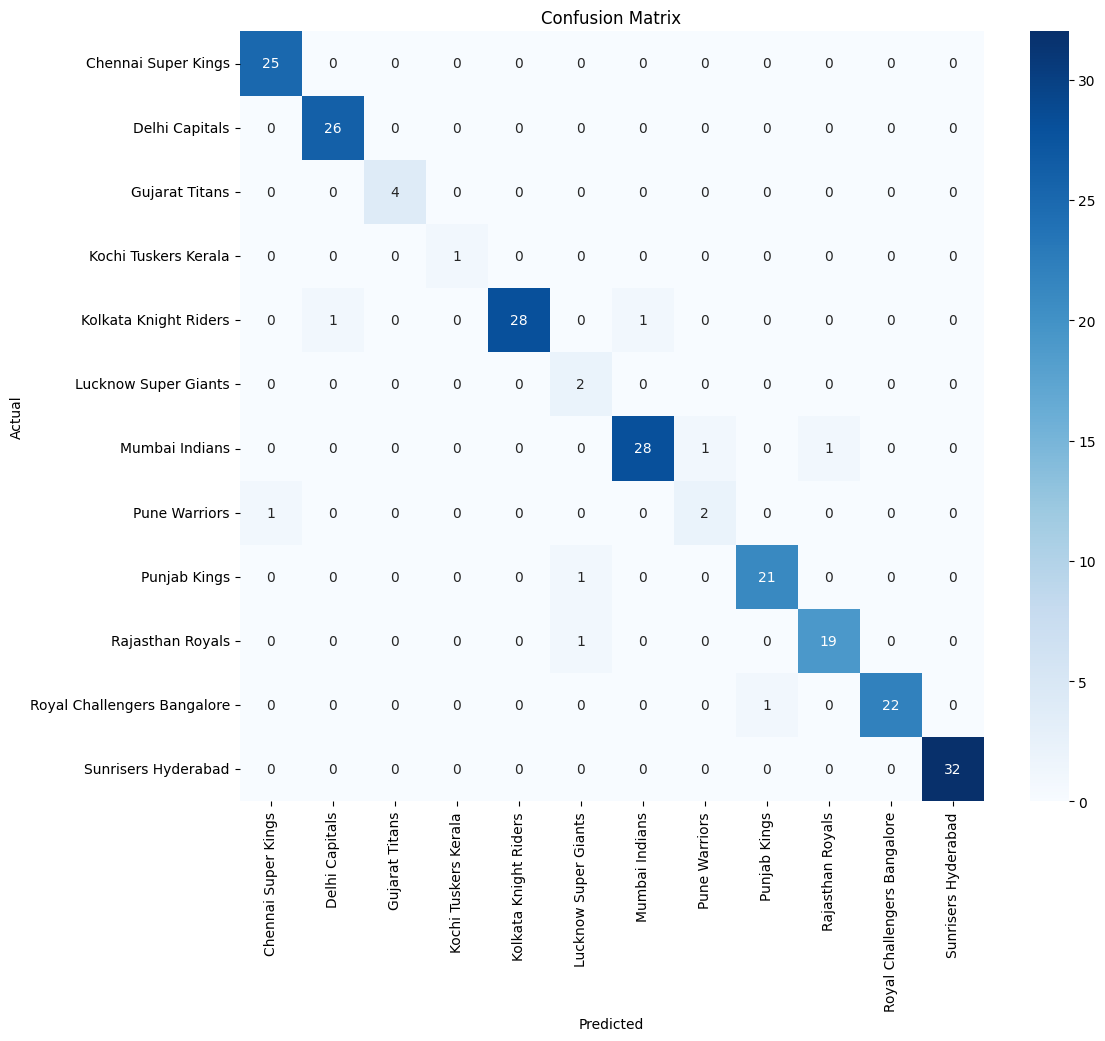 Confusion Matrix
Chennai Super Kings 25 0 0 0 0 0 0 0 0 0 0 0
Delhi Capitals 0 26 0 0 0 0 0 0 0 0 0 0
Gujarat Titans 0 0 4 0 0 0 0 0 0 0 0 0
Kochi Tuskers Kerala 0 0 0 1 0 0 0 0 0 0 0 0
Kolkata Knight Riders 0 1 0 0 28 0 1 0 0 0 0 0
Lucknow Super Giants 0 0 0 0 0 2 0 0 0 0 0 0
Mumbai Indians 0 0 0 0 0 0 28 1 0 1 0 0
Pune Warriors 1 0 0 0 0 0 0 2 0 0 0 0
Punjab Kings 0 0 0 0 0 1 0 0 21 0 0 0
Rajasthan Royals 0 0 0 0 0 1 0 0 0 19 0 0
Royal Challengers Bangalore 0 0 0 0 0 0 0 0 1 0 22 0
Sunrisers Hyderabad 0 0 0 0 0 0 0 0 0 0 0 32
Actual
Chennai Super Kings
Delhi Capitals
Gujarat Titans
Kochi Tuskers Kerala
Kolkata Knight Riders
Lucknow Super Giants
Mumbai Indians
Pune Warriors
Punjab Kings
Rajasthan Royals
Royal Challengers Bangalore
Sunrisers Hyderabad
Predicted
30
25
20
15
10
5
0